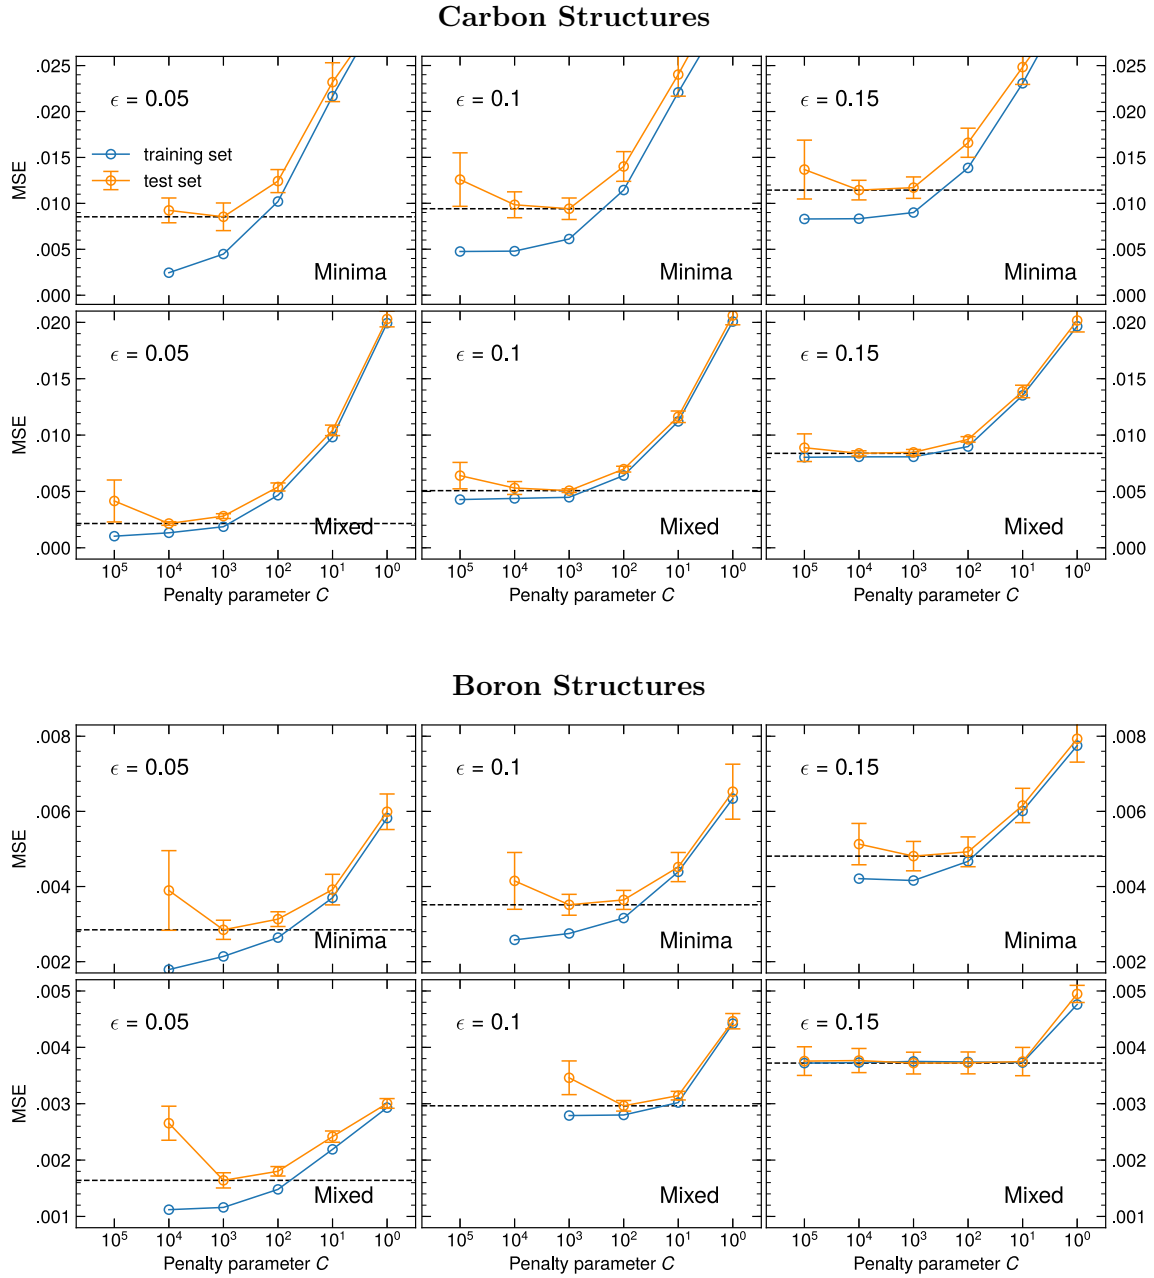 Carbon Structures
.025
.020
.015
.010
.005
.000
MSE
ϵ = 0.05
training set
test set
Minima
ϵ = 0.1
Minima
ϵ = 0.15
Minima
.025
.020
.015
.010
.005
.000
.020
.015
.010
.005
.000
MSE
ϵ = 0.05
Mixed
ϵ = 0.1
Mixed
ϵ = 0.15
Mixed
.020
.015
.010
.005
.000
10⁵ 10⁴ 10³ 10² 10¹ 10⁰
10⁵ 10⁴ 10³ 10² 10¹ 10⁰
10⁵ 10⁴ 10³ 10² 10¹ 10⁰
Penalty parameter C
Penalty parameter C
Penalty parameter C
Boron Structures
.008
.006
.004
.002
MSE
ϵ = 0.05
Minima
ϵ = 0.1
Minima
ϵ = 0.15
Minima
.008
.006
.004
.002
.005
.004
.003
.002
.001
MSE
ϵ = 0.05
Mixed
ϵ = 0.1
Mixed
ϵ = 0.15
Mixed
.005
.004
.003
.002
.001
10⁵ 10⁴ 10³ 10² 10¹ 10⁰
10⁵ 10⁴ 10³ 10² 10¹ 10⁰
10⁵ 10⁴ 10³ 10² 10¹ 10⁰
Penalty parameter C
Penalty parameter C
Penalty parameter C